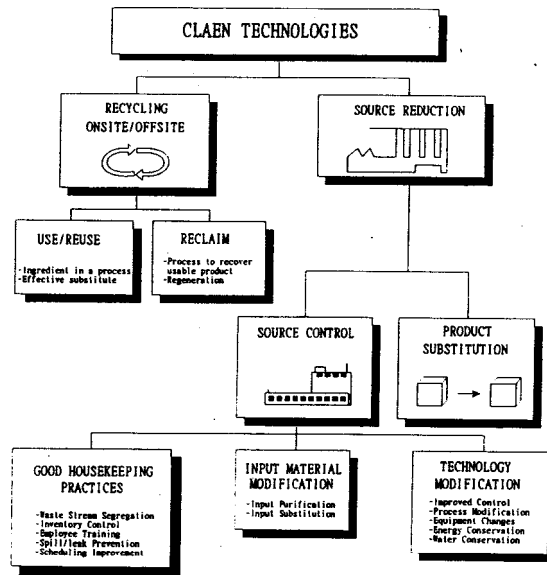 CLAEN TECHNOLOGIES
RECYCLING
ONSITE/OFFSITE
SOURCE REDUCTION
USE/REUSE
-Ingredient in a process
-Effective substitute
RECLAIM
-Process to recover
usable product
-Regeneration
SOURCE CONTROL
PRODUCT
SUBSTITUTION
GOOD HOUSEKEEPING
PRACTICES
-Waste Stream Segregation
-Inventory Control
-Employee Training
-Spill/leak Prevention
-Scheduling Improvement
INPUT MATERIAL
MODIFICATION
-Input Purification
-Input Substitution
TECHNOLOGY
MODIFICATION
-Improved Control
-Process Modification
-Equipment Changes
-Energy Conservation
-Water Conservation